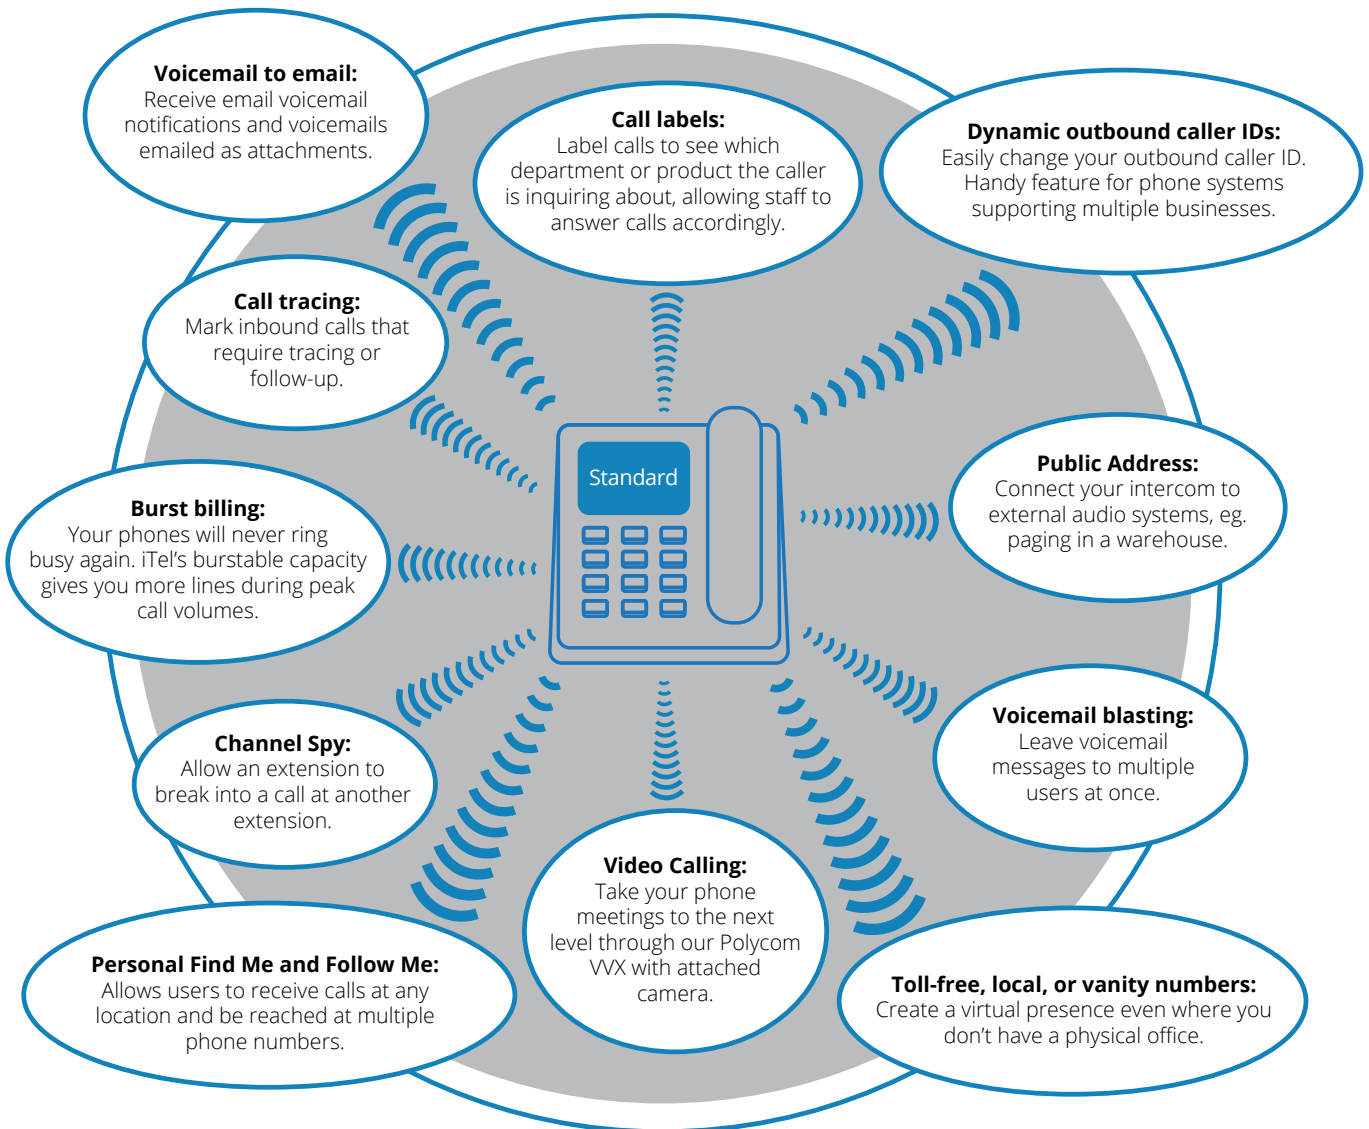 Voicemail to email:
Receive email voicemail
notifications and voicemails
emailed as attachments.
Call labels:
Label calls to see which
department or product the caller
is inquiring about, allowing staff to
answer calls accordingly.
Dynamic outbound caller IDs:
Easily change your outbound caller ID.
Handy feature for phone systems
supporting multiple businesses.
Call tracing:
Mark inbound calls that
require tracing or
follow-up.
Standard
Public Address:
Connect your intercom to
external audio systems, eg.
paging in a warehouse.
Burst billing:
Your phones will never ring
busy again. iTel’s burstable capacity
gives you more lines during peak
call volumes.
Channel Spy:
Allow an extension to
break into a call at another
extension.
Voicemail blasting:
Leave voicemail
messages to multiple
users at once.
Video Calling:
Take your phone
meetings to the next
level through our Polycom
VVX with attached
camera.
Personal Find Me and Follow Me:
Allows users to receive calls at any
location and be reached at multiple
phone numbers.
Toll-free, local, or vanity numbers:
Create a virtual presence even where you
don’t have a physical office.